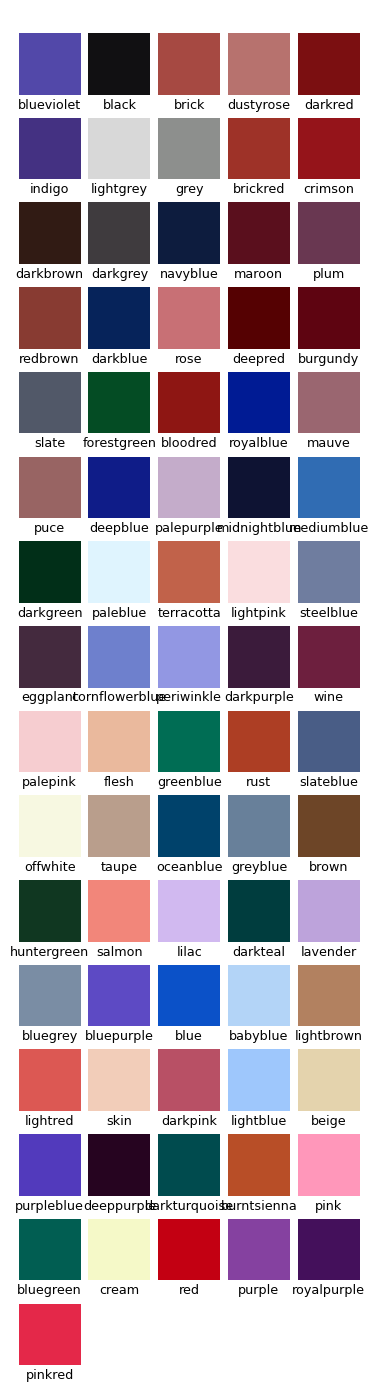 blueviolet black brick dustyrose darkred
indigo lightgrey grey brickred crimson
darkbrown darkgrey navyblue maroon plum
redbrown darkblue rose deepred burgundy
slate forestgreen bloodred royalblue mauve
puce deepblue palepurple midnightblue mediumblue
darkgreen paleblue terracotta lightpink steelblue
eggplant cornflowerblue periwinkle darkpurple wine
palepink flesh greenblue rust slateblue
offwhite taupe oceanblue greyblue brown
huntergreen salmon lilac darkteal lavender
bluegrey bluepurple blue babyblue lightbrown
lightred skin darkpink lightblue beige
purpleblue deeppurple darkturquoise burntsienna pink
bluegreen cream red purple royalpurple
pinkred